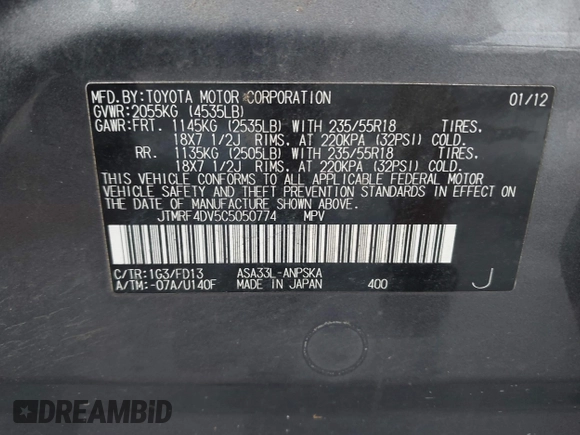 MFD.BY:TOYOTA MOTOR CORPORATION 01/12
GVWR:2055KG (4535LB)
GAWR:FRT. 1145KG (2535LB) WITH 235/55R18 TIRES.
18X7 1/2J RIMS. AT 220KPA (32PSI) COLD.
RR. 1135KG (2505LB) WITH 235/55R18 TIRES.
18X7 1/2J RIMS. AT 220KPA (32PSI) COLD.
THIS VEHICLE CONFORMS TO ALL APPLICABLE FEDERAL MOTOR
VEHICLE SAFETY AND THEFT PREVENTION STANDARDS IN EFFECT ON
THE DATE OF MANUFACTURE SHOWN ABOVE.
JTMRF4DV5C5050774 MPV
C/TR:1G3/FD13 ASA33L-ANPSKA
A/TM:-07A/U140F MADE IN JAPAN 400 J
DREAMBID